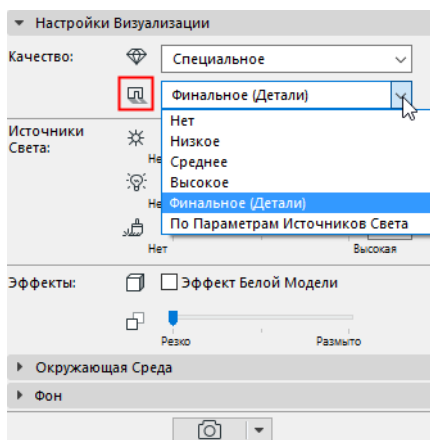 Настройки Визуализации
Качество:
Специальное
Финальное (Детали)
Нет
Низкое
Среднее
Высокое
Финальное (Детали)
По Параметрам Источников Света
Источники
Света:
Не
Не
Нет Высокая
Эффекты:
Эффект Белой Модели
Резко Размыто
Окружающая Среда
Фон